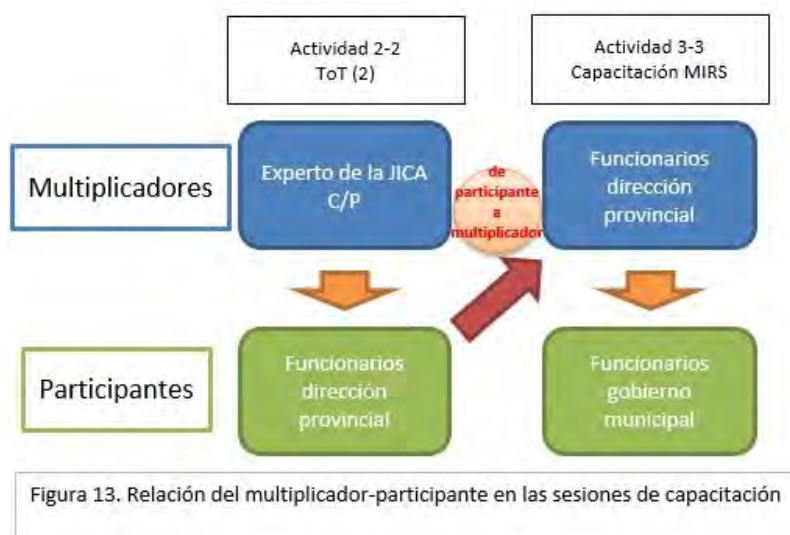 Actividad 2-2
ToT (2)
Actividad 3-3
Capacitación MIRS
Multiplicadores
Experto de la JICA
C/P
de
participante
a
multiplicador
Funcionarios
dirección
provincial
Participantes
Funcionarios
dirección
provincial
Funcionarios
gobierno
municipal
Figura 13. Relación del multiplicador-participante en las sesiones de capacitación